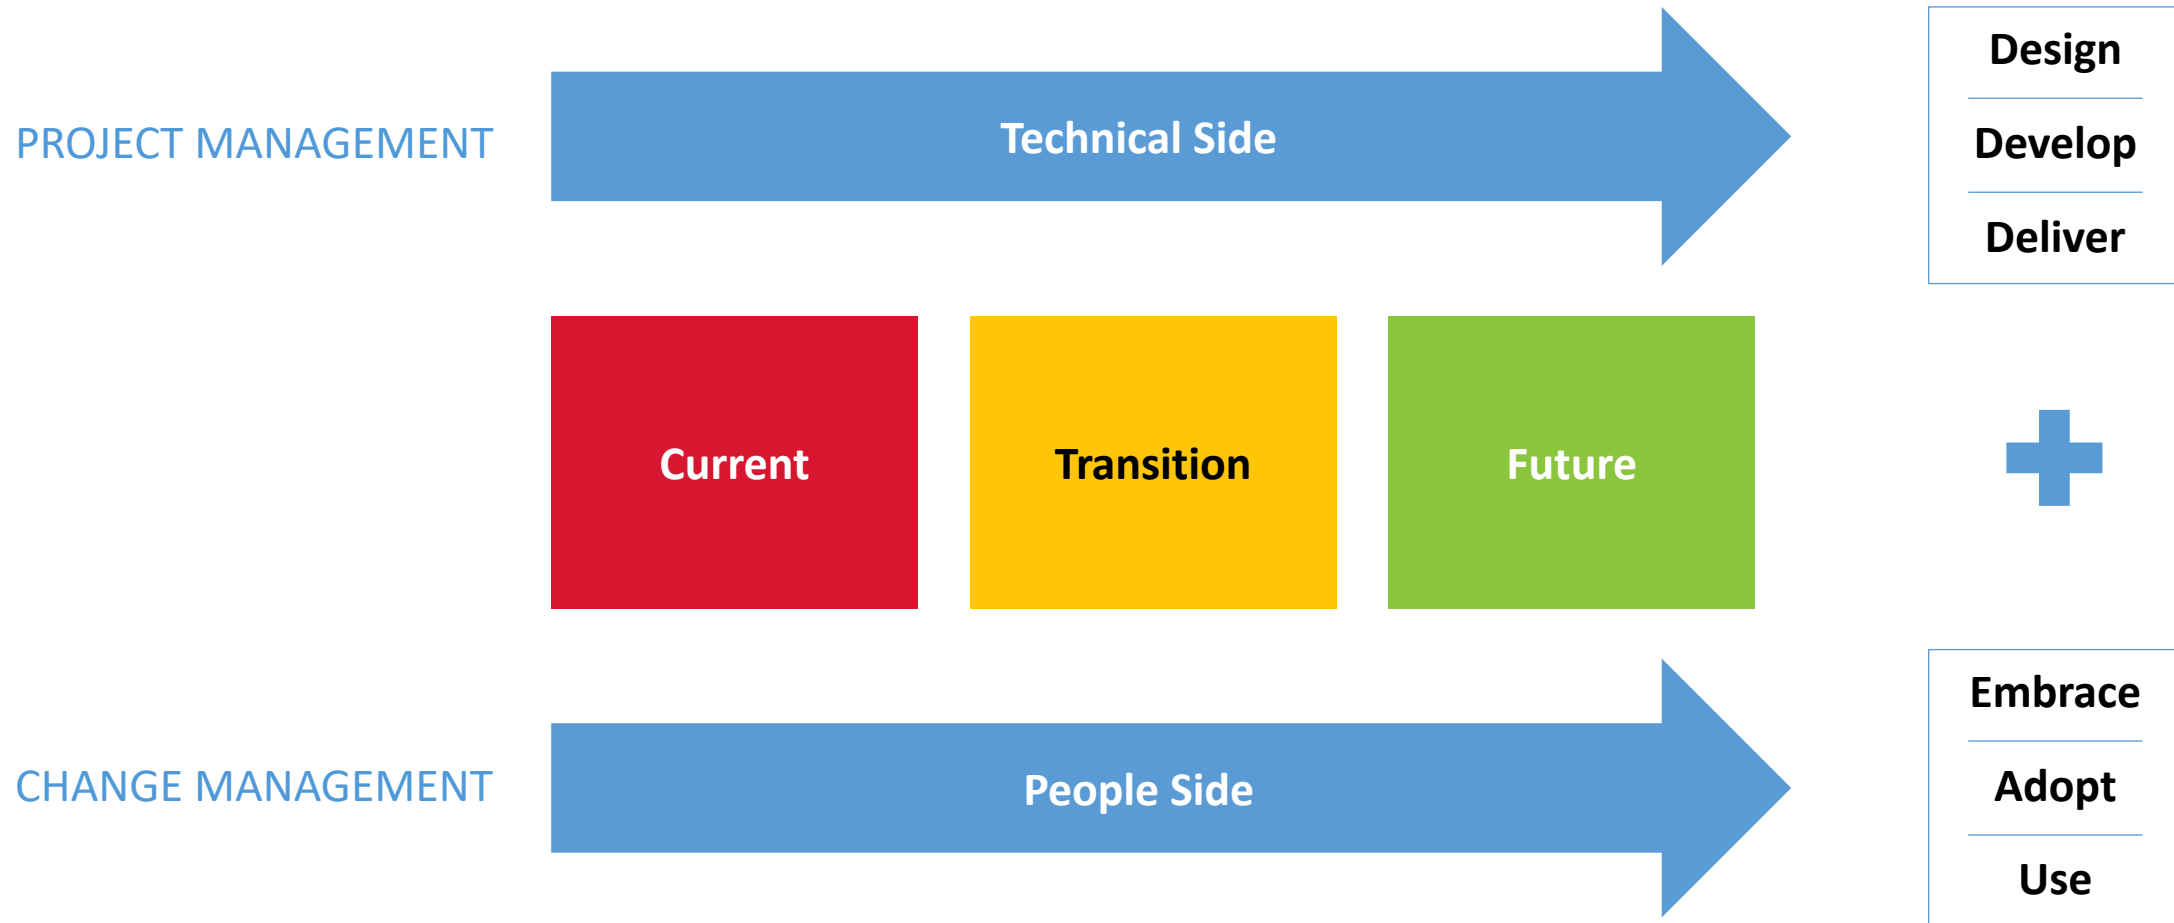 PROJECT MANAGEMENT
Technical Side
Design
Develop
Deliver
Current
Transition
Future
CHANGE MANAGEMENT
People Side
Embrace
Adopt
Use